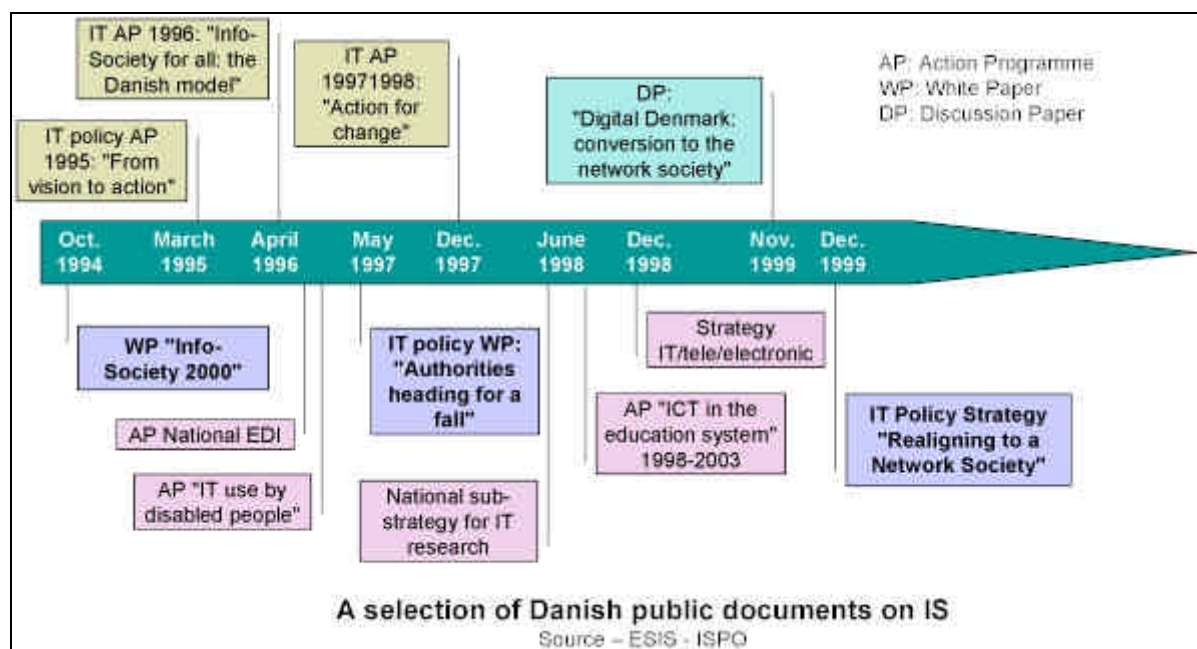 IT AP 1996: "Info-
Society for all: the
Danish model"
IT AP
19971998:
"Action for
change"
AP: Action Programme
WP: White Paper
DP: Discussion Paper
DP:
"Digital Denmark:
conversion to the
network society"
IT policy AP
1995: "From
vision to action"
Oct.
1994
March
1995
April
1996
May
1997
Dec.
1997
June
1998
Dec.
1998
Nov.
1999
Dec.
1999
WP "Info-
Society 2000"
IT policy WP:
"Authorities
heading for a
fall"
Strategy
IT/tele/electronic
AP National EDI
AP "ICT in the
education system"
1998-2003
IT Policy Strategy
"Realigning to a
Network Society"
AP "IT use by
disabled people"
National sub-
strategy for IT
research
A selection of Danish public documents on IS
Source – ESIS - ISPO